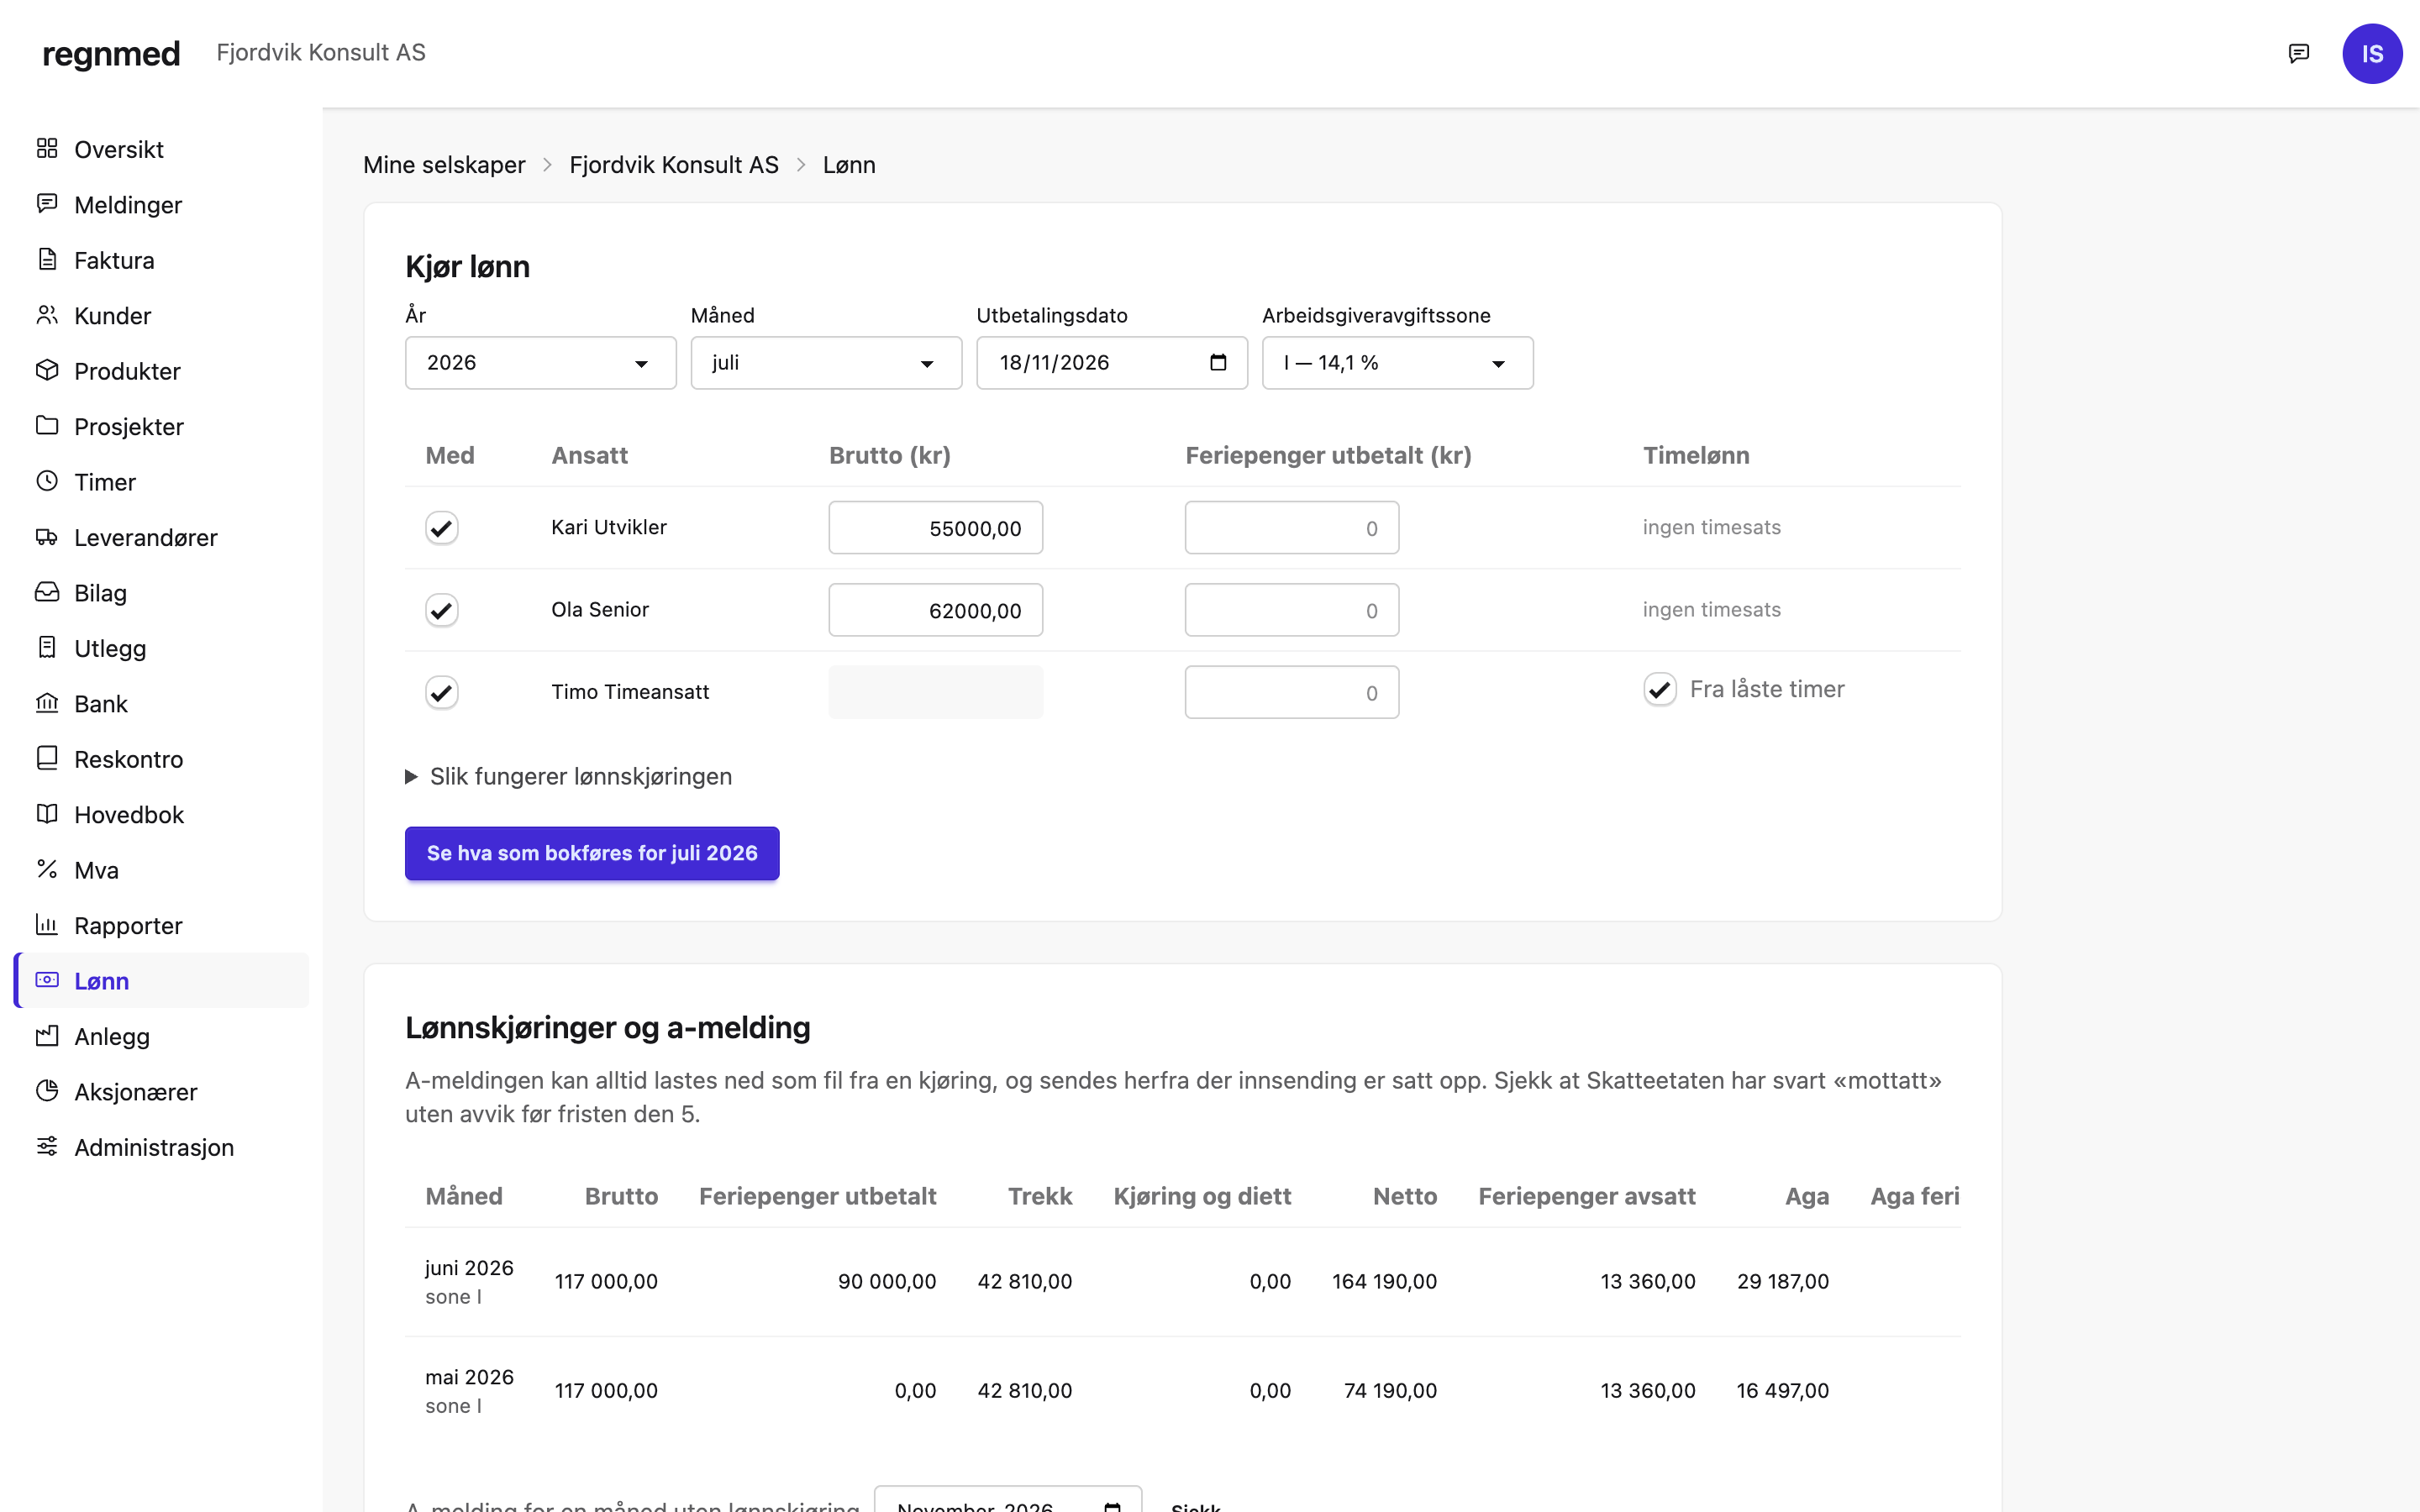 regnmed
Fjordvik Konsult AS
IS
Oversikt
Meldinger
Faktura
Kunder
Produkter
Prosjekter
Timer
Leverandører
Bilag
Utlegg
Bank
Reskontro
Hovedbok
Mva
Rapporter
Lønn
Anlegg
Aksjonærer
Administrasjon
Mine selskaper > Fjordvik Konsult AS > Lønn
Kjør lønn
År Måned Utbetalingsdato Arbeidsgiveravgiftssone
2026 juli 18/11/2026 I — 14,1 %
Med Ansatt Brutto (kr) Feriepenger utbetalt (kr) Timelønn
Kari Utvikler 55000,00 0 ingen timesats
Ola Senior 62000,00 0 ingen timesats
Timo Timeansatt 0 Fra låste timer
Slik fungerer lønnskjøringen
Se hva som bokføres for juli 2026
Lønnskjøringer og a-melding
A-meldingen kan alltid lastes ned som fil fra en kjøring, og sendes herfra der innsending er satt opp. Sjekk at Skatteetaten har svart «mottatt»
uten avvik før fristen den 5.
Måned Brutto Feriepenger utbetalt Trekk Kjøring og diett Netto Feriepenger avsatt Aga Aga feri
juni 2026 117 000,00 90 000,00 42 810,00 0,00 164 190,00 13 360,00 29 187,00
sone I
mai 2026 117 000,00 0,00 42 810,00 0,00 74 190,00 13 360,00 16 497,00
sone I
A-melding for en måned uten lønnskjøring November 2026 Sjekk